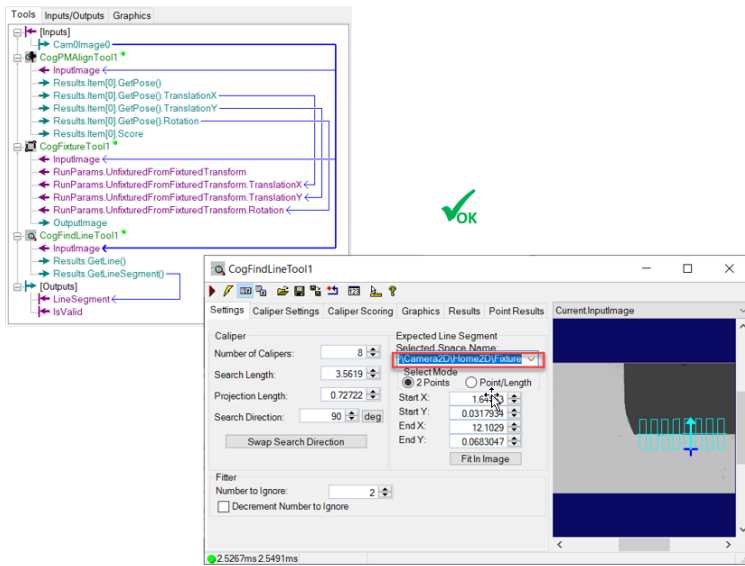 Tools Inputs/Outputs Graphics
[Inputs]
Cam0Image0
CogPMAlignTool1
InputImage
Results.Item[0].GetPose()
Results.Item[0].GetPose().TranslationX
Results.Item[0].GetPose().TranslationY
Results.Item[0].GetPose().Rotation
Results.Item[0].Score
CogFixtureTool1
InputImage
RunParams.UnfixturedFromFixturedTransform
RunParams.UnfixturedFromFixturedTransform.TranslationX
RunParams.UnfixturedFromFixturedTransform.TranslationY
RunParams.UnfixturedFromFixturedTransform.Rotation
OutputImage
CogFindLineTool1
InputImage
Results.GetLine()
Results.GetLineSegment()
[Outputs]
LineSegment
IsValid
OK
CogFindLineTool1
Settings Caliper Settings Caliper Scoring Graphics Results Point Results
Current.InputImage
Caliper
Number of Calipers: 8
Search Length: 3.5619
Projection Length: 0.72722
Search Direction: 90 deg
Swap Search Direction
Expected Line Segment
Selected Space Name:
\Camera2D\Home2D\Fixture
Select Mode
2 Points Point/Length
Start X:
Start Y: 0.0317934
End X: 12.1029
End Y: 0.0683047
Fit In Image
Fitter
Number to Ignore: 2
Decrement Number to Ignore
2.5267ms 2.5491ms